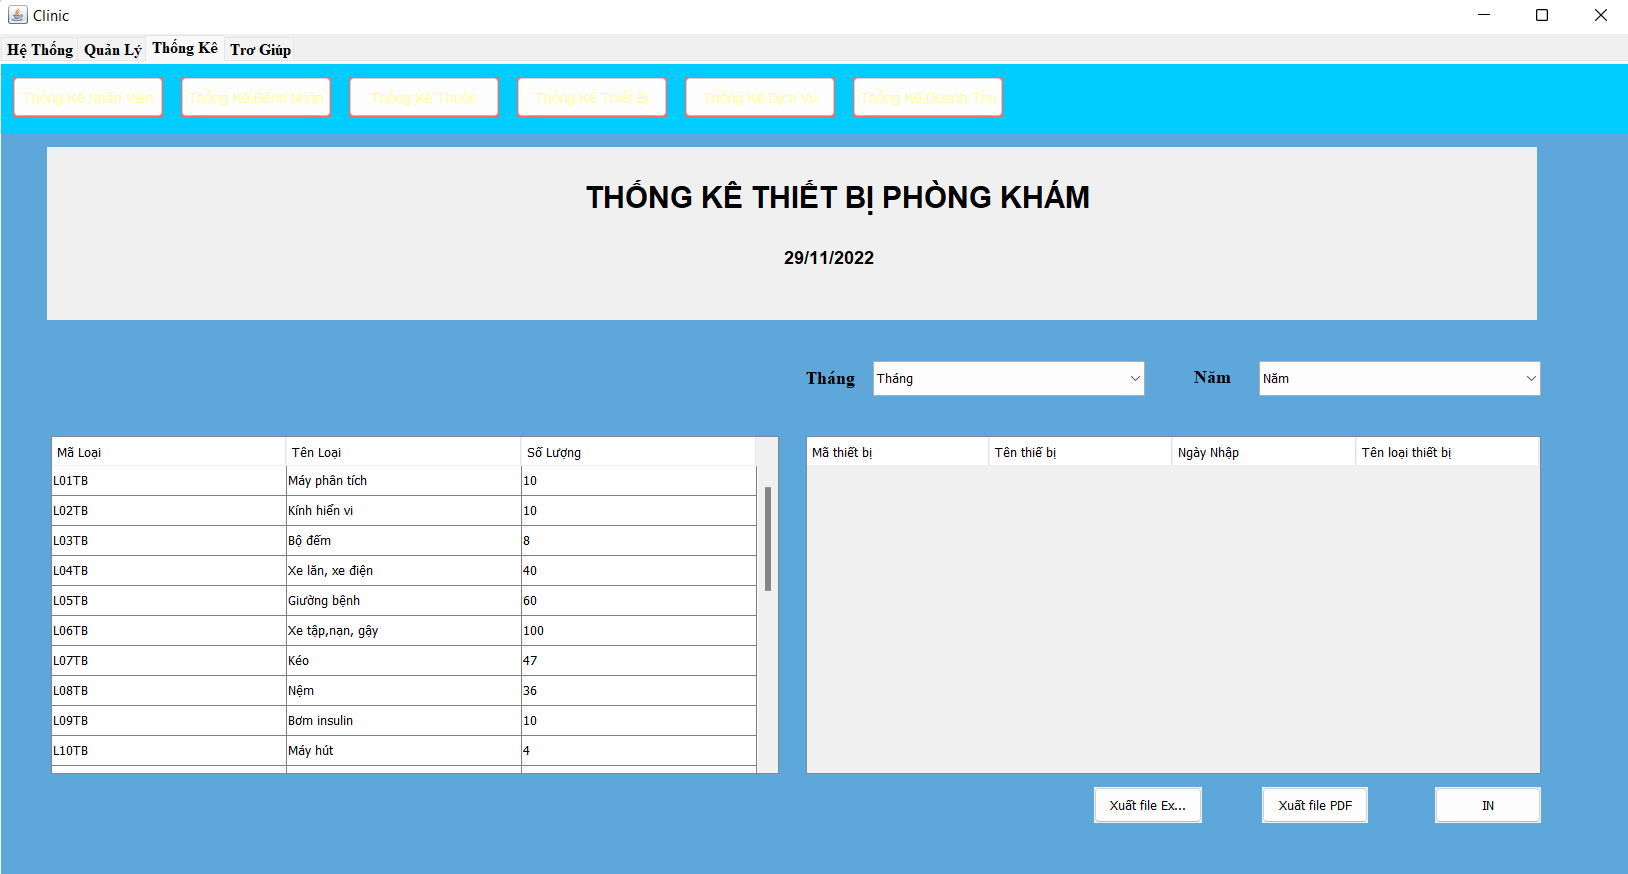 Clinic
Hệ Thống Quản Lý Thống Kê Trơ Giúp
Thống Kê Nhân Viên Thống Kê Bệnh Nhân Thống Kê Thuốc Thống Kê Thiết Bị Thống Kê Dịch Vụ Thống Kê Doanh Thu
THỐNG KÊ THIẾT BỊ PHÒNG KHÁM
29/11/2022
Tháng Tháng Năm Năm
Mã Loại Tên Loại Số Lượng
L01TB Máy phân tích 10
L02TB Kính hiển vi 10
L03TB Bộ đếm 8
L04TB Xe lăn, xe điện 40
L05TB Giường bệnh 60
L06TB Xe tập,nạn, gậy 100
L07TB Kéo 47
L08TB Nệm 36
L09TB Bơm insulin 10
L10TB Máy hút 4
Mã thiết bị Tên thiế bị Ngày Nhập Tên loại thiết bị
Xuất file Ex... Xuất file PDF IN